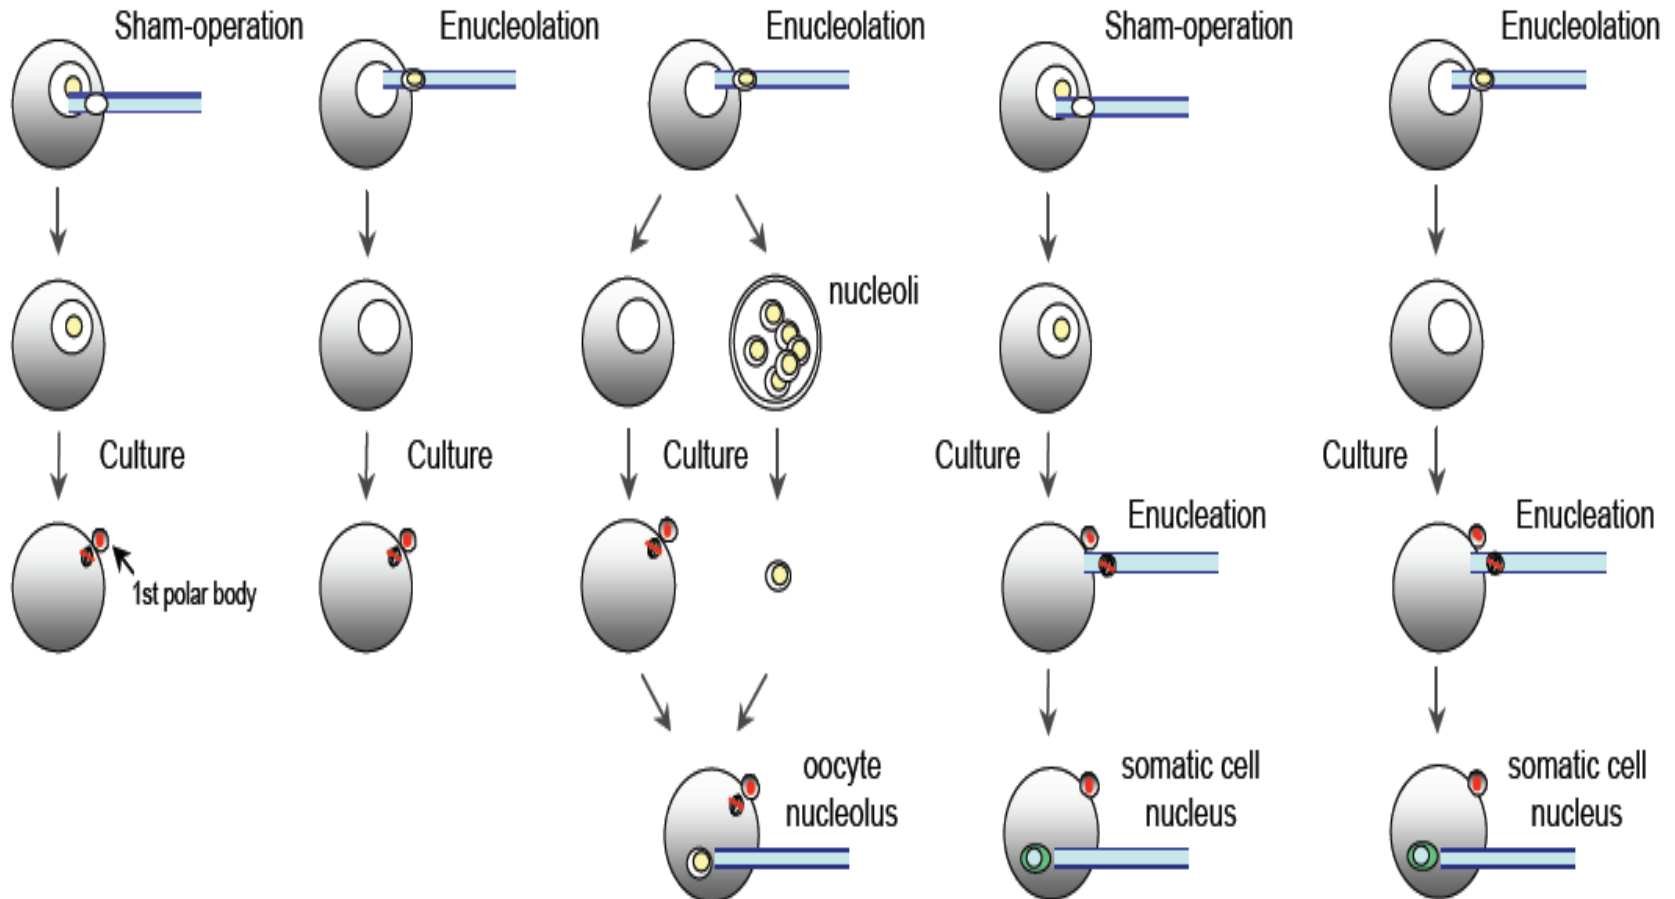 Sham-operation
Enucleolation
Enucleolation
Sham-operation
Enucleolation
nucleoli
Culture
Culture
Culture
Culture
Culture
1st polar body
Enucleation
Enucleation
oocyte
nucleolus
somatic cell
nucleus
somatic cell
nucleus